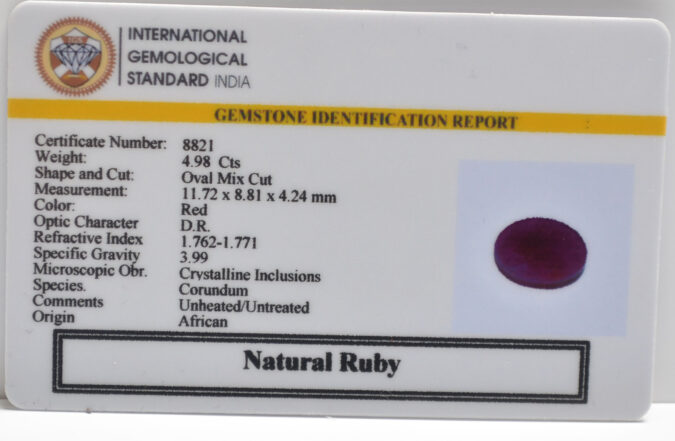 IGS
INTERNATIONAL
GEMOLOGICAL
STANDARD INDIA
GEMSTONE IDENTIFICATION REPORT
Certificate Number: 8821
Weight: 4.98 Cts
Shape and Cut: Oval Mix Cut
Measurement: 11.72 x 8.81 x 4.24 mm
Color: Red
Optic Character D.R.
Refractive Index 1.762-1.771
Specific Gravity 3.99
Microscopic Obr. Crystalline Inclusions
Species. Corundum
Comments Unheated/Untreated
Origin African
Natural Ruby